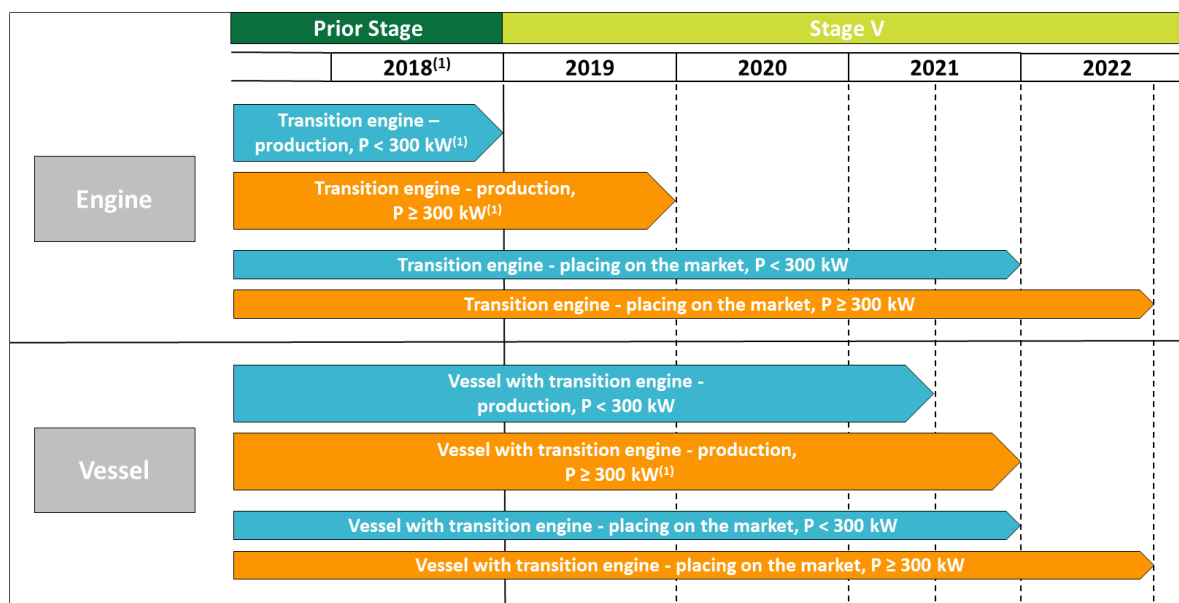 Prior Stage
Stage V
2018(1)
2019
2020
2021
2022
Engine
Transition engine –
production, P < 300 kW(1)
Transition engine - production,
P ≥ 300 kW(1)
Transition engine - placing on the market, P < 300 kW
Transition engine - placing on the market, P ≥ 300 kW
Vessel
Vessel with transition engine -
production, P < 300 kW
Vessel with transition engine - production,
P ≥ 300 kW(1)
Vessel with transition engine - placing on the market, P < 300 kW
Vessel with transition engine - placing on the market, P ≥ 300 kW